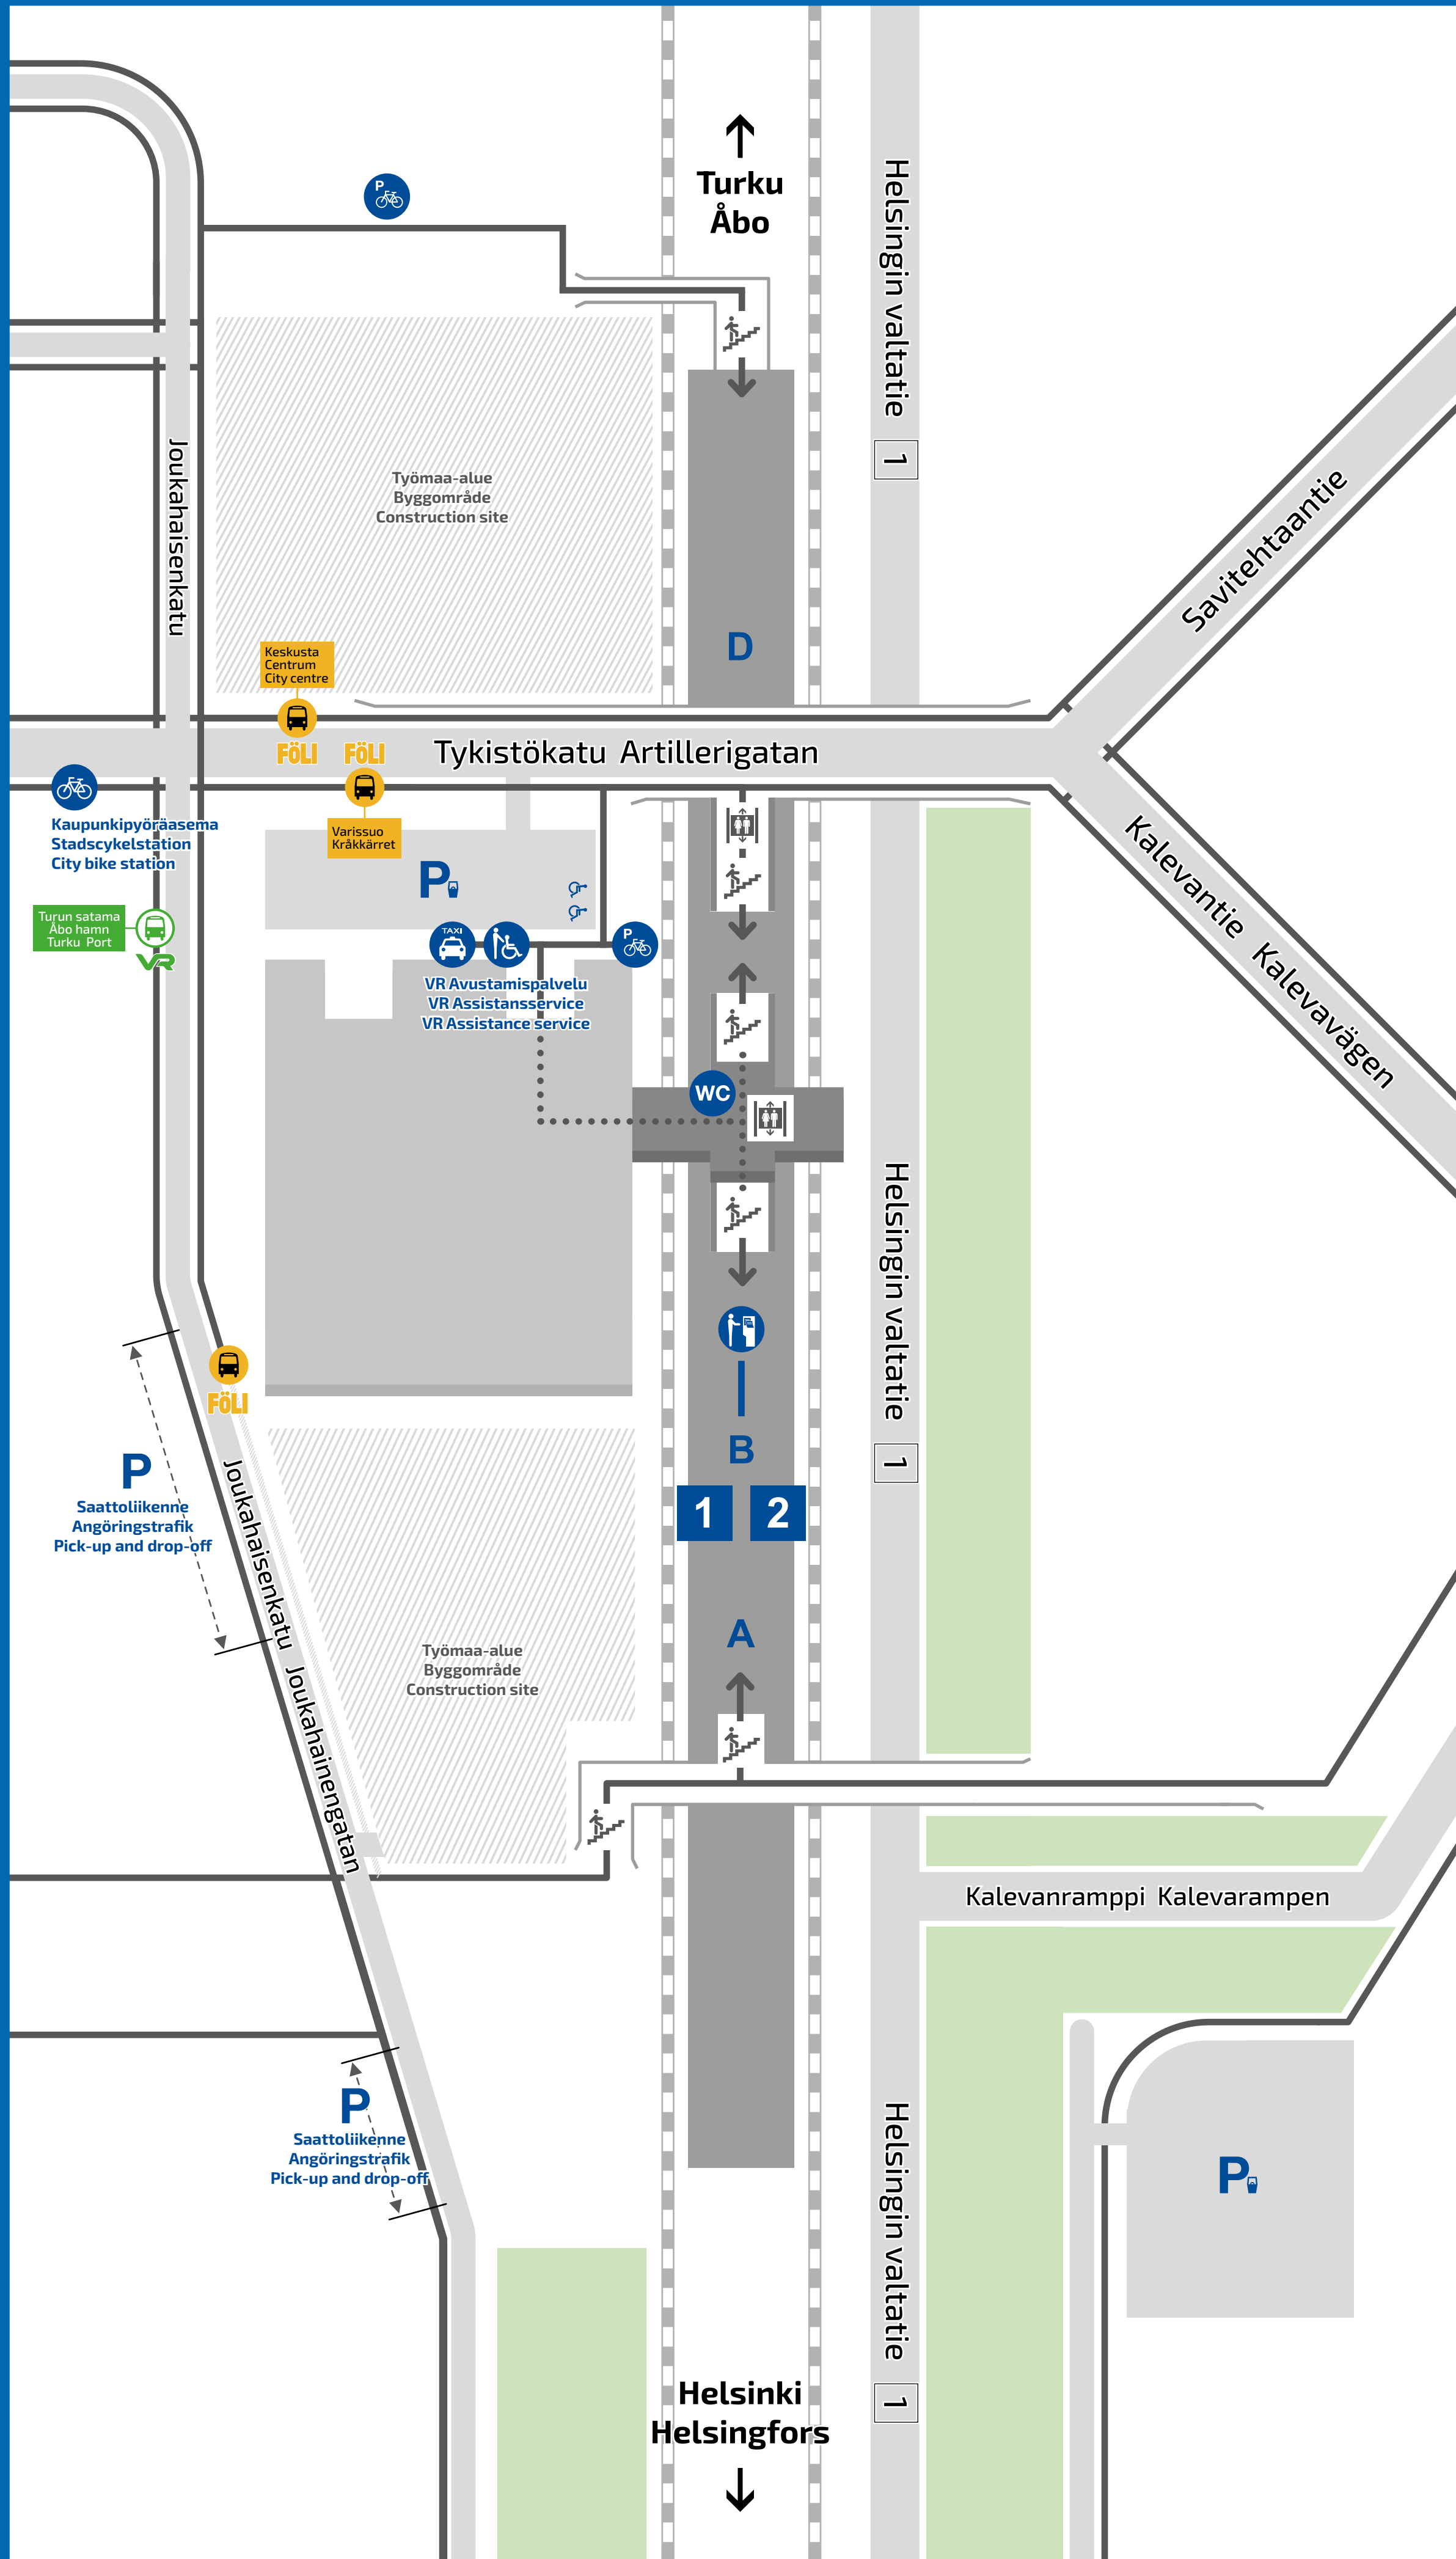 P
Turku
Åbo
Helsingin valtatie
1
Joukahaisenkatu
Työmaa-alue
Byggområde
Construction site
Savitehtaantie
D
Keskusta
Centrum
City centre
FÖLI
FÖLI
Tykistökatu Artillerigatan
Kaupunkipyöräasema
Stadscykelstation
City bike station
Varissuo
Kråkkärret
P
Kalevantie Kalevavägen
Turun satama
Åbo hamn
Turku Port
VR
TAXI
P
VR Avustamispalvelu
VR Assistansservice
VR Assistance service
WC
Helsingin valtatie
1
FÖLI
B
1 2
P
Saattoliikenne
Angöringstrafik
Pick-up and drop-off
Joukahaisenkatu Joukahainengatan
A
Työmaa-alue
Byggområde
Construction site
Kalevanramppi Kalevarampen
P
Saattoliikenne
Angöringstrafik
Pick-up and drop-off
P
Helsingin valtatie
1
Helsinki
Helsingfors